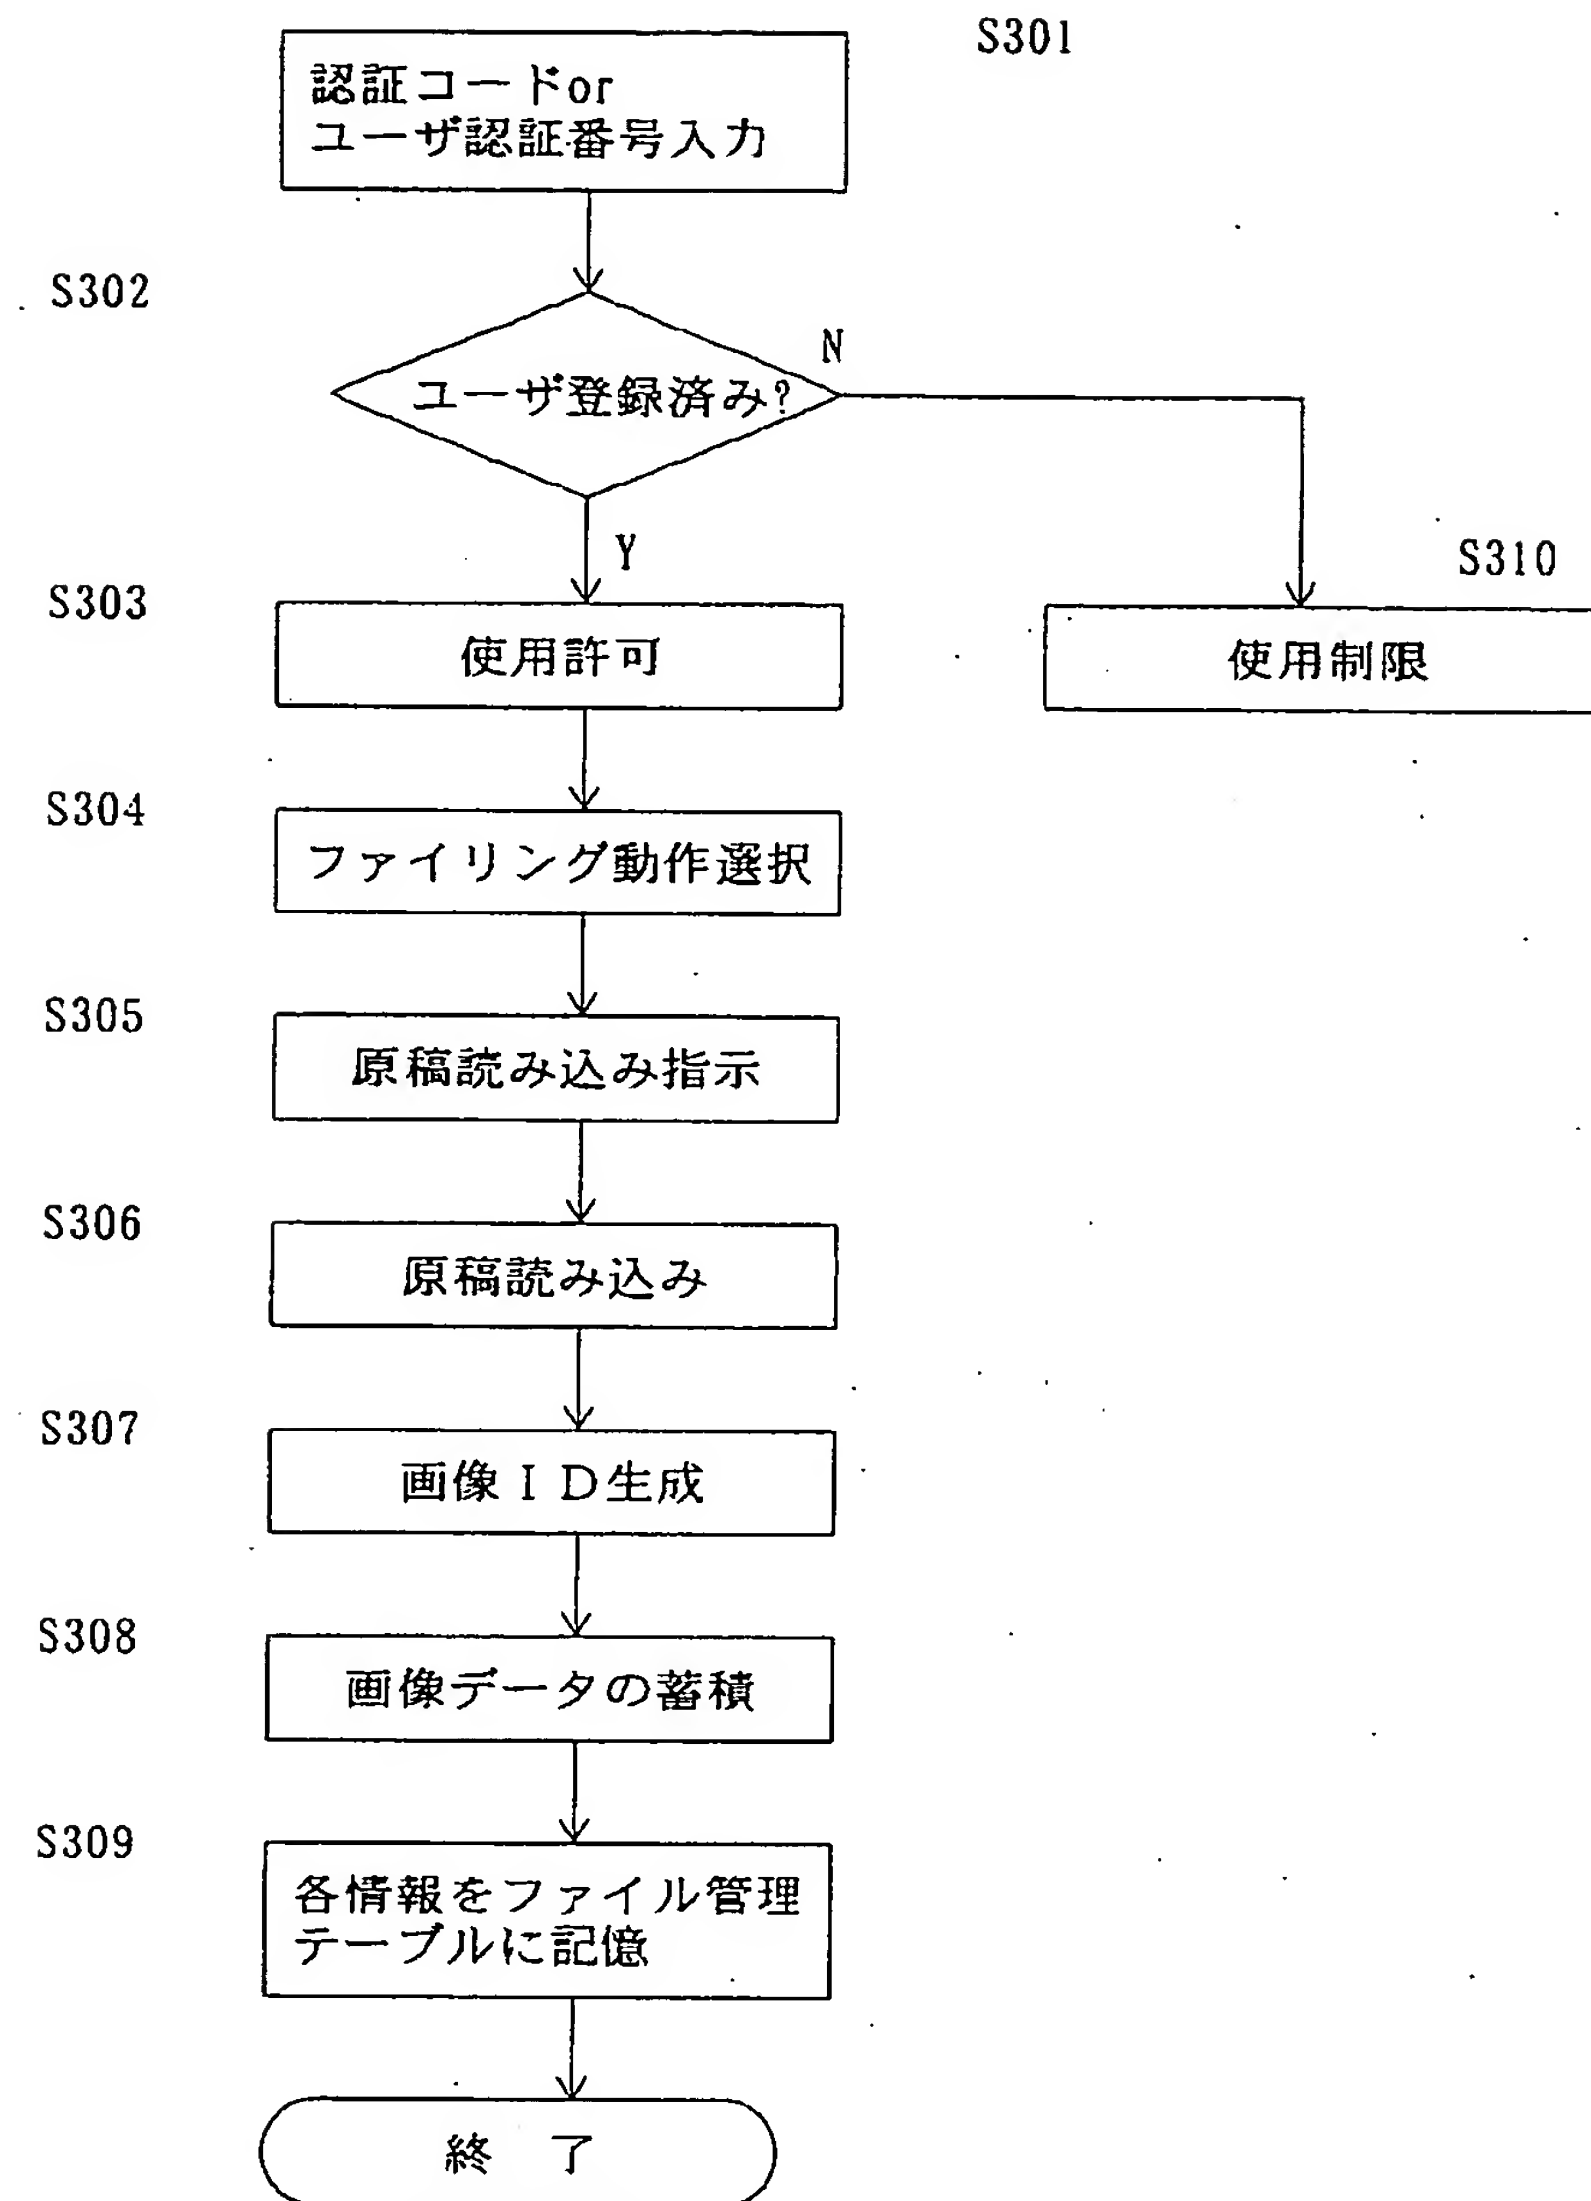 S301
認証コードor
ユーザ認証番号入力
S302
ユーザ登録済み?
N
Y
S303
使用許可
S310
使用制限
S304
ファイリング動作選択
S305
原稿読み込み指示
S306
原稿読み込み
S307
画像ID生成
S308
画像データの蓄積
S309
各情報をファイル管理
テーブルに記憶
終 了